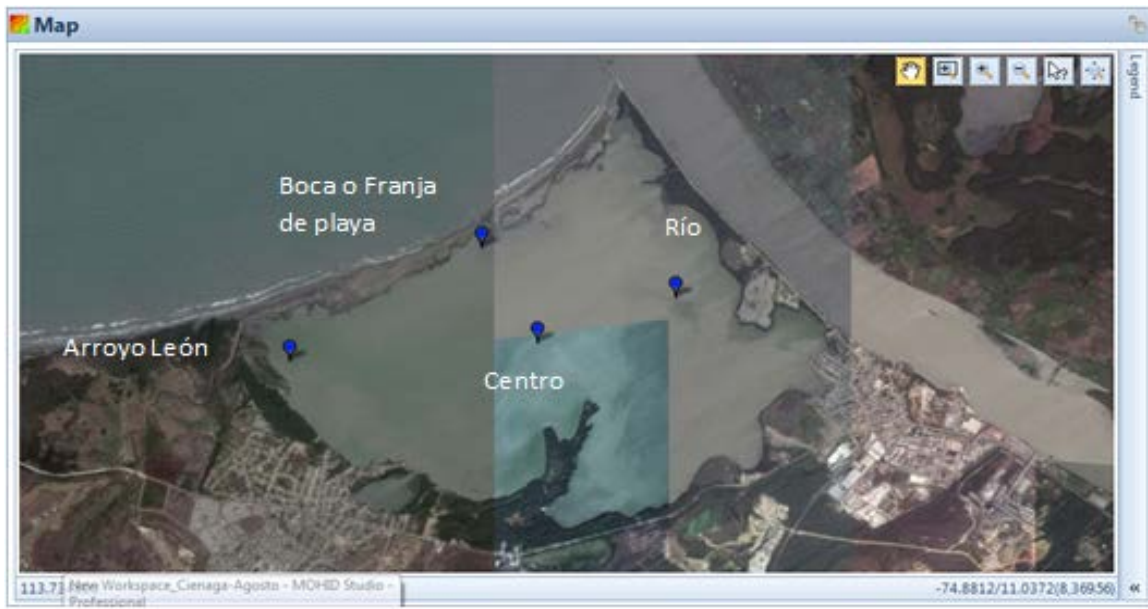 Map
Legend
Boca o Franja
de playa
Río
Arroyo León
Centro
New Workspace_Cienaga-Agosto - MOHID Studio -
Professional
-74.8812/11.0372(8,36956)